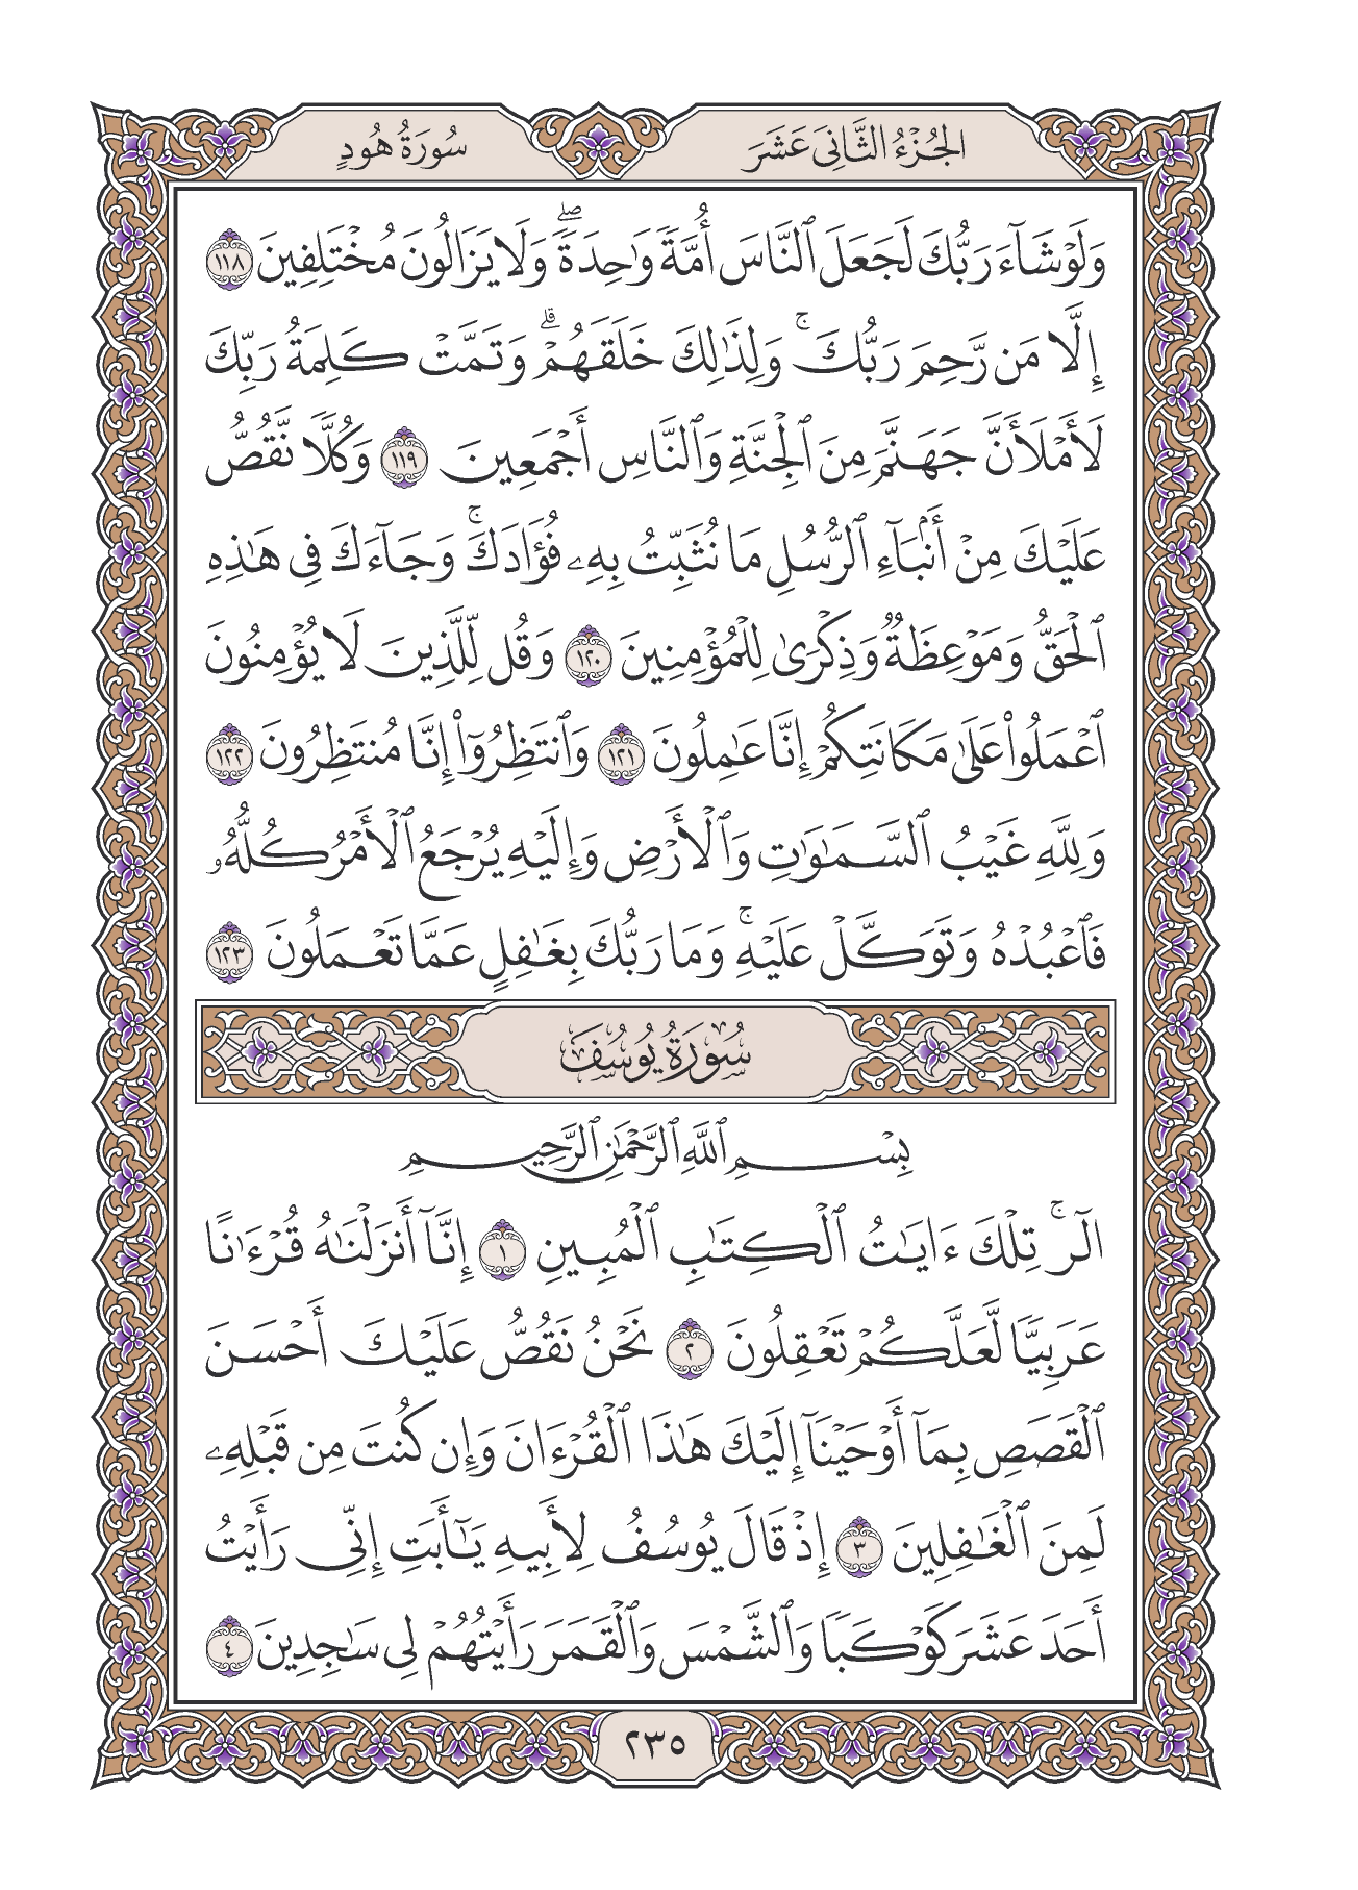 الجُزْءُ الثَّانِىَ عَشَرَ
سُورَةُ هُودٍ
وَلَوْ شَآءَ رَبُّكَ لَجَعَلَ ٱلنَّاسَ أُمَّةٗ وَٰحِدَةٗۖ وَلَا يَزَالُونَ مُخْتَلِفِينَ ١١٨
إِلَّا مَن رَّحِمَ رَبُّكَۚ وَلِذَٰلِكَ خَلَقَهُمْۗ وَتَمَّتْ كَلِمَةُ رَبِّكَ
لَأَمْلَأَنَّ جَهَنَّمَ مِنَ ٱلْجِنَّةِ وَٱلنَّاسِ أَجْمَعِينَ ١١٩ وَكُلّٗا نَّقُصُّ
عَلَيْكَ مِنْ أَنۢبَآءِ ٱلرُّسُلِ مَا نُثَبِّتُ بِهِۦ فُؤَادَكَۚ وَجَآءَكَ فِى هَٰذِهِ
ٱلْحَقُّ وَمَوْعِظَةٞ وَذِكْرَىٰ لِلْمُؤْمِنِينَ ١٢٠ وَقُل لِّلَّذِينَ لَا يُؤْمِنُونَ
ٱعْمَلُوا۟ عَلَىٰ مَكَانَتِكُمْ إِنَّا عَٰمِلُونَ ١٢١ وَٱنتَظِرُوٓا۟ إِنَّا مُنتَظِرُونَ ١٢٢
وَلِلَّهِ غَيْبُ ٱلسَّمَٰوَٰتِ وَٱلْأَرْضِ وَإِلَيْهِ يُرْجَعُ ٱلْأَمْرُ كُلُّهُۥ
فَٱعْبُدْهُ وَتَوَكَّلْ عَلَيْهِۚ وَمَا رَبُّكَ بِغَٰفِلٍ عَمَّا تَعْمَلُونَ ١٢٣
سُورَةُ يُوسُفَ
بِسْمِ ٱللَّهِ ٱلرَّحْمَٰنِ ٱلرَّحِيمِ
الٓرۚ تِلْكَ ءَايَٰتُ ٱلْكِتَٰبِ ٱلْمُبِينِ ١ إِنَّآ أَنزَلْنَٰهُ قُرْءَٰنًا
عَرَبِيّٗا لَّعَلَّكُمْ تَعْقِلُونَ ٢ نَحْنُ نَقُصُّ عَلَيْكَ أَحْسَنَ
ٱلْقَصَصِ بِمَآ أَوْحَيْنَآ إِلَيْكَ هَٰذَا ٱلْقُرْءَانَ وَإِن كُنتَ مِن قَبْلِهِۦ
لَمِنَ ٱلْغَٰفِلِينَ ٣ إِذْ قَالَ يُوسُفُ لِأَبِيهِ يَٰٓأَبَتِ إِنِّى رَأَيْتُ
أَحَدَ عَشَرَ كَوْكَبٗا وَٱلشَّمْسَ وَٱلْقَمَرَ رَأَيْتُهُمْ لِى سَٰجِدِينَ ٤
٢٣٥